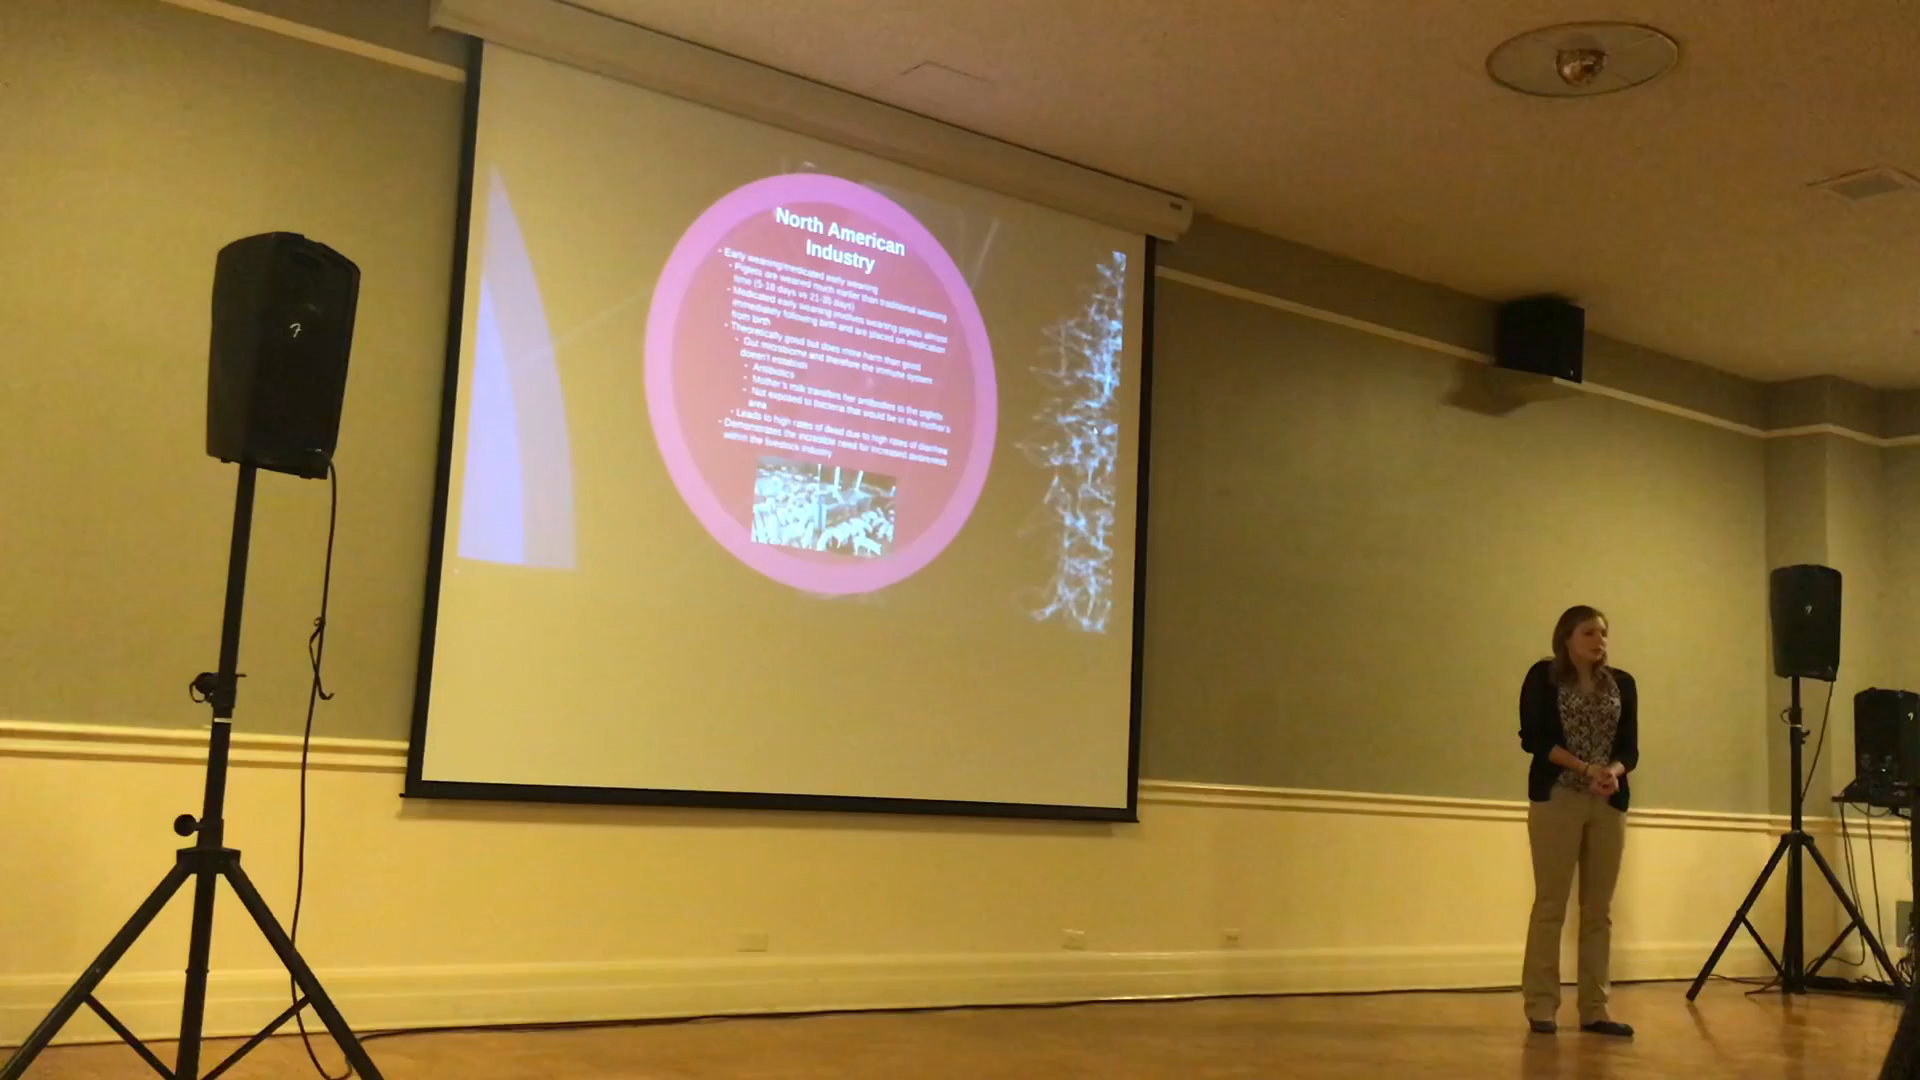 North American
Industry
• Early weaning/medicated early weaning
• Piglets are weaned much earlier than traditional weaning
time (5-18 days vs 21-35 days)
• Medicated early weaning involves weaning piglets almost
immediately following birth and are placed on medication
from birth
• Theoretically good but does more harm than good
• Gut microbiome and therefore the immune system
doesn't establish
• Antibiotics
• Mother's milk transfers her antibodies to the piglets
• Not exposed to bacteria that would be in the mother's
area
• Leads to high rates of dead due to high rates of diarrhea
• Demonstrates the incredible need for increased awareness
within the livestock industry